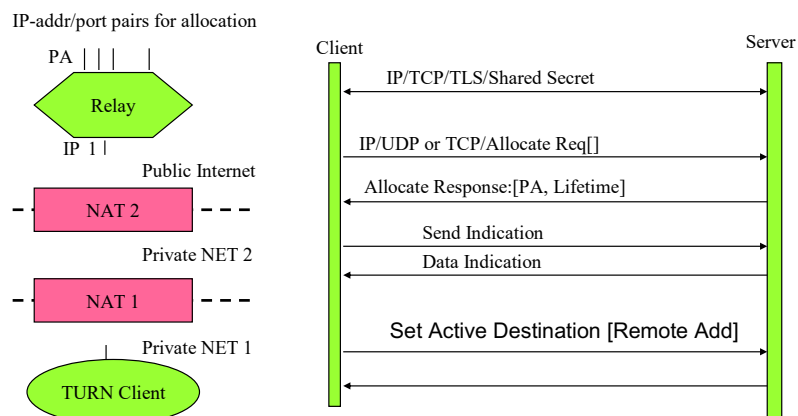 IP-addr/port pairs for allocation
PA
Relay
IP 1
Public Internet
NAT 2
Private NET 2
NAT 1
Private NET 1
TURN Client
Client
Server
IP/TCP/TLS/Shared Secret
IP/UDP or TCP/Allocate Req[]
Allocate Response:[PA, Lifetime]
Send Indication
Data Indication
Set Active Destination [Remote Add]